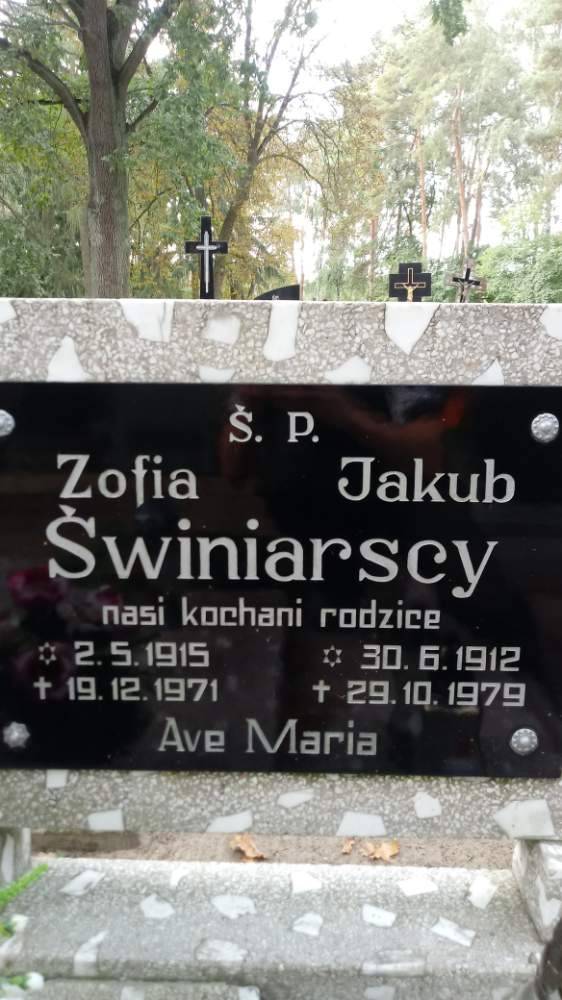 Š. P.
Zofia Jakub
Šwiniarscy
nasi kochani rodzice
✡ 2.5.1915 ✡ 30.6.1912
✝ 19.12.1971 ✝ 29.10.1979
Ave Maria